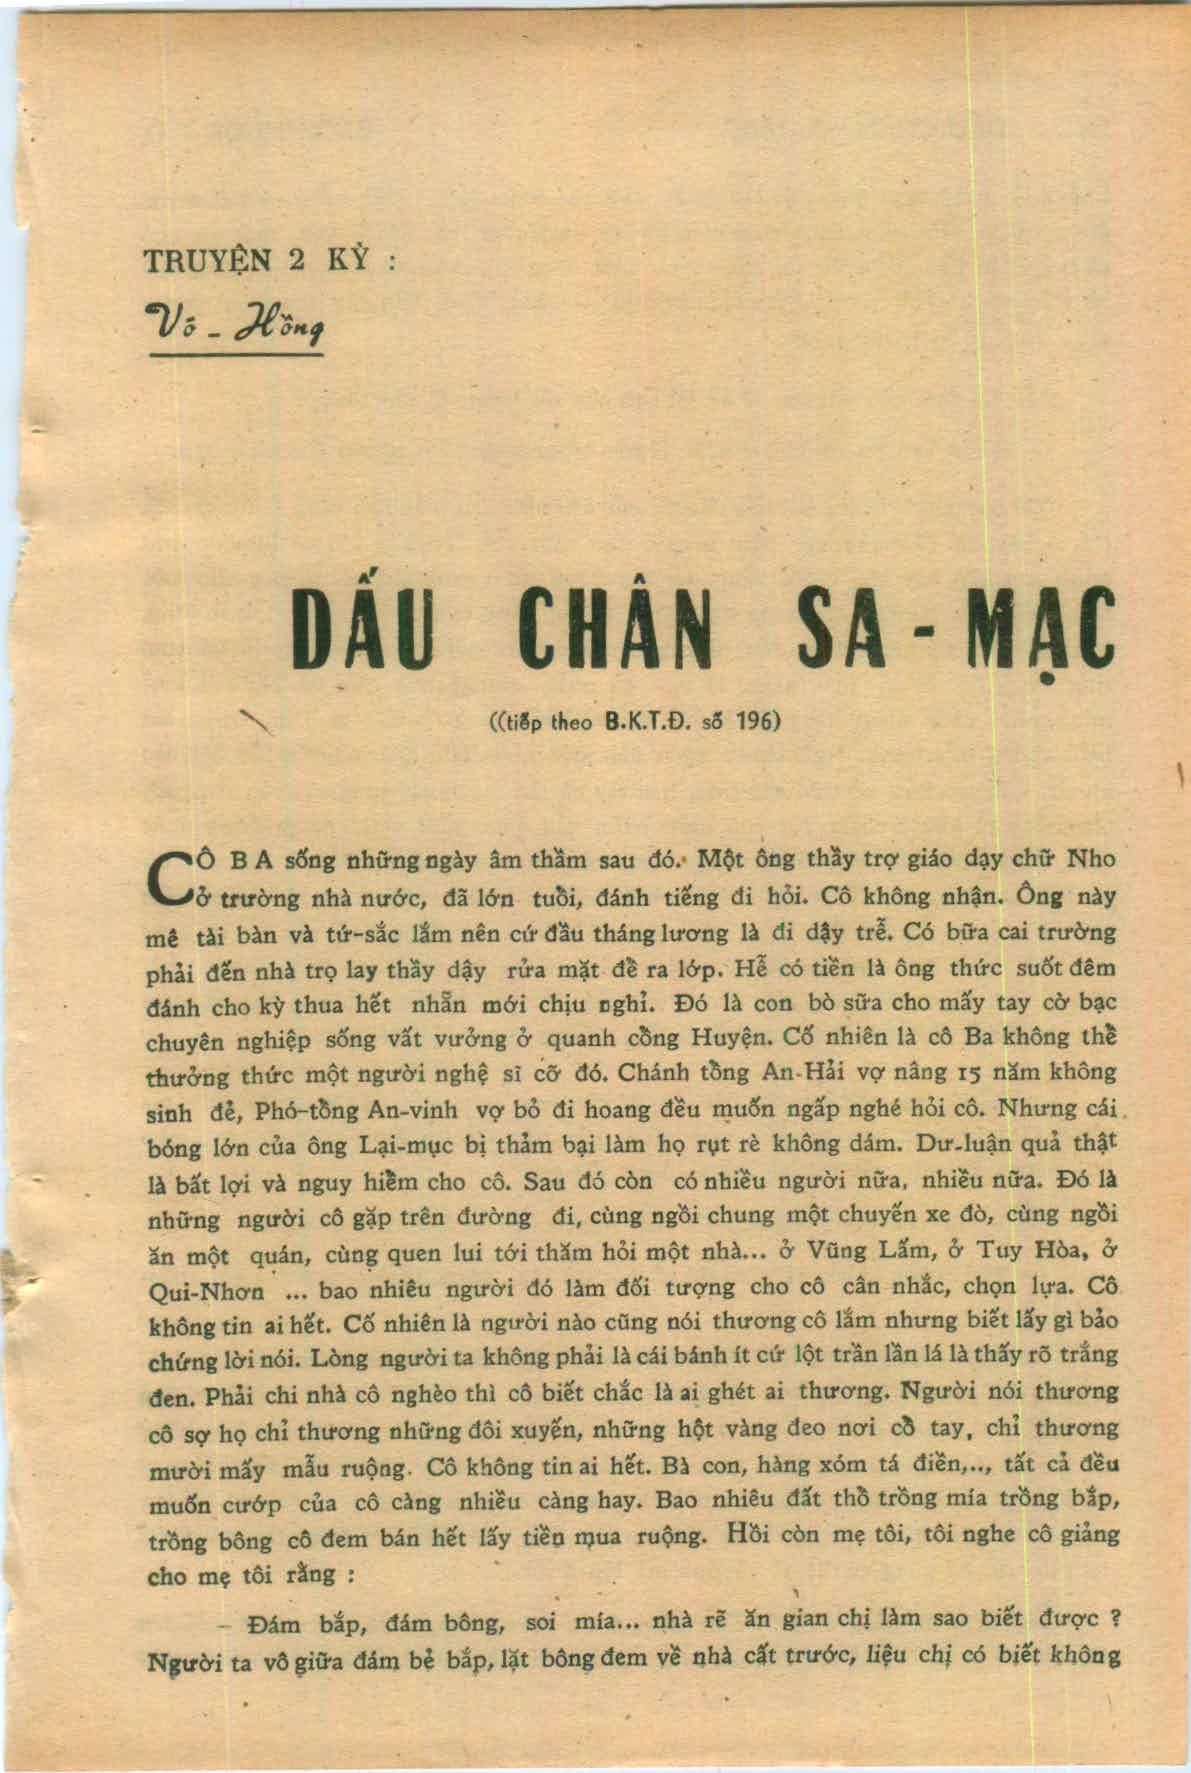 TRUYỆN 2 KỲ :
Võ - Hồng
DẤU CHÂN SA - MẠC
((tiếp theo B.K.T.Đ. số 196)
CÔ BA sống những ngày âm thầm sau đó. Một ông thầy trợ giáo dạy chữ Nho
ở trường nhà nước, đã lớn tuổi, đánh tiếng đi hỏi. Cô không nhận. Ông này
mê tài bàn và tứ-sắc lắm nên cứ đầu tháng lương là đi dậy trễ. Có bữa cai trường
phải đến nhà trọ lay thầy dậy rửa mặt để ra lớp. Hễ có tiền là ông thức suốt đêm
đánh cho kỳ thua hết nhẵn mới chịu nghỉ. Đó là con bò sữa cho mấy tay cờ bạc
chuyên nghiệp sống vất vưởng ở quanh cổng Huyện. Cố nhiên là cô Ba không thể
thưởng thức một người nghệ sĩ cỡ đó. Chánh tổng An-Hải vợ nâng 15 năm không
sinh đẻ, Phó-tổng An-vinh vợ bỏ đi hoang đều muốn ngấp nghé hỏi cô. Nhưng cái
bóng lớn của ông Lại-mục bị thảm bại làm họ rụt rè không dám. Dư-luận quả thật
là bất lợi và nguy hiểm cho cô. Sau đó còn có nhiều người nữa, nhiều nữa. Đó là
những người cô gặp trên đường đi, cùng ngồi chung một chuyến xe đò, cùng ngồi
ăn một quán, cùng quen lui tới thăm hỏi một nhà... ở Vũng Lấm, ở Tuy Hòa, ở
Qui-Nhơn ... bao nhiêu người đó làm đối tượng cho cô cân nhắc, chọn lựa. Cô
không tin ai hết. Cố nhiên là người nào cũng nói thương cô lắm nhưng biết lấy gì bảo
chứng lời nói. Lòng người ta không phải là cái bánh ít cứ lột trần lần lá là thấy rõ trắng
đen. Phải chi nhà cô nghèo thì cô biết chắc là ai ghét ai thương. Người nói thương
cô sợ họ chỉ thương những đôi xuyến, những hột vàng đeo nơi cổ tay, chỉ thương
mười mấy mẫu ruộng. Cô không tin ai hết. Bà con, hàng xóm tá điền,.., tất cả đều
muốn cướp của cô càng nhiều càng hay. Bao nhiêu đất thổ trồng mía trồng bắp,
trồng bông cô đem bán hết lấy tiền mua ruộng. Hồi còn mẹ tôi, tôi nghe cô giảng
cho mẹ tôi rằng :
– Đám bắp, đám bông, soi mía... nhà rẽ ăn gian chị làm sao biết được ?
Người ta vô giữa đám bẻ bắp, lặt bông đem về nhà cất trước, liệu chị có biết không